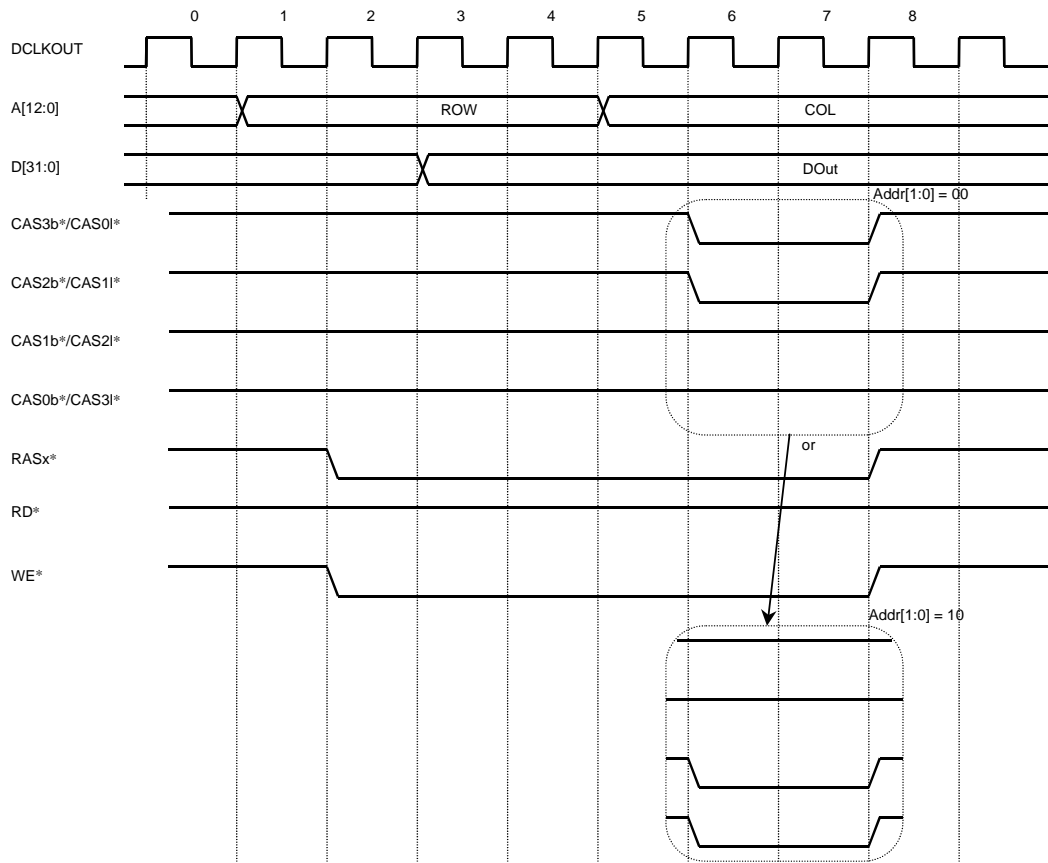 0 1 2 3 4 5 6 7 8
DCLKOUT
A[12:0] ROW COL
D[31:0] DOut
Addr[1:0] = 00
CAS3b*/CAS0l*
CAS2b*/CAS1l*
CAS1b*/CAS2l*
CAS0b*/CAS3l*
or
RASx*
RD*
WE*
Addr[1:0] = 10